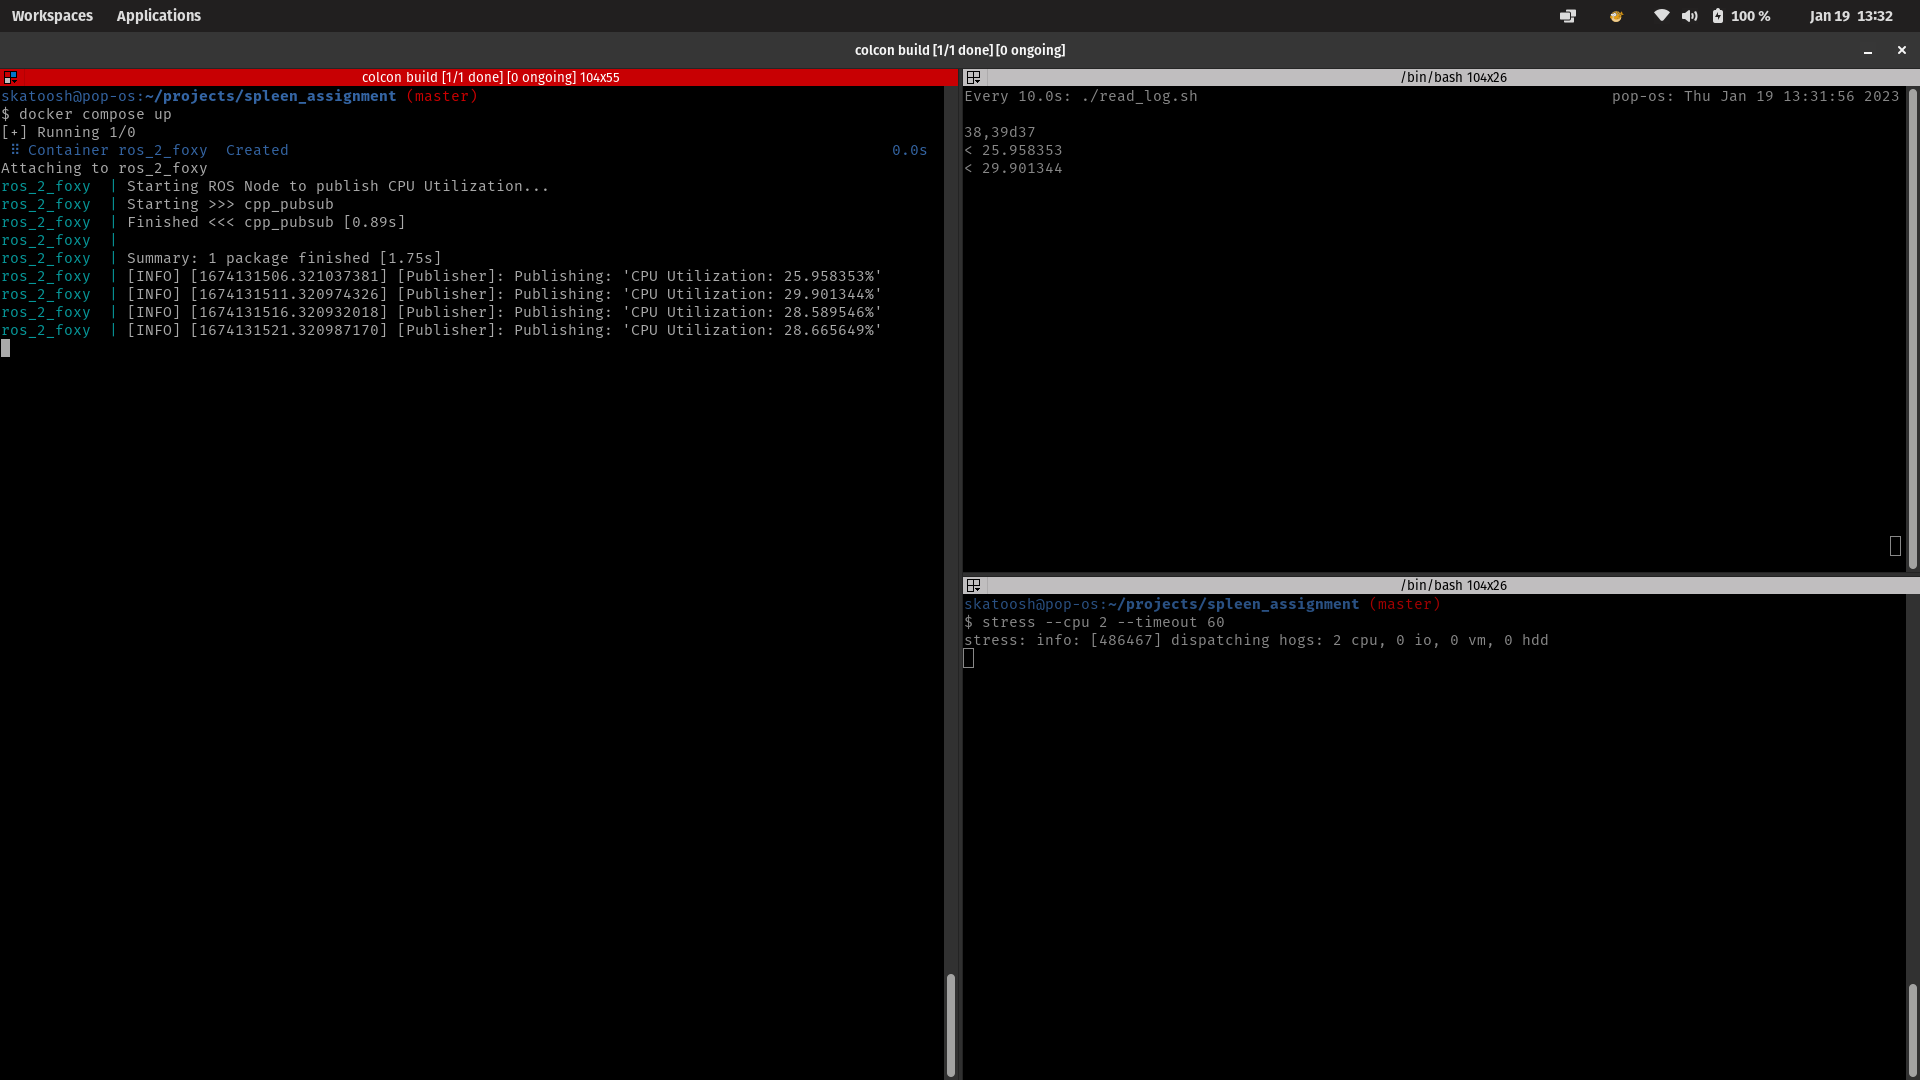 Workspaces Applications 100 % Jan 19 13:32
colcon build [1/1 done] [0 ongoing]
colcon build [1/1 done] [0 ongoing] 104x55
skatoosh@pop-os:~/projects/spleen_assignment (master)
$ docker compose up
[+] Running 1/0
⠿ Container ros_2_foxy Created 0.0s
Attaching to ros_2_foxy
ros_2_foxy | Starting ROS Node to publish CPU Utilization...
ros_2_foxy | Starting >>> cpp_pubsub
ros_2_foxy | Finished <<< cpp_pubsub [0.89s]
ros_2_foxy |
ros_2_foxy | Summary: 1 package finished [1.75s]
ros_2_foxy | [INFO] [1674131506.321037381] [Publisher]: Publishing: 'CPU Utilization: 25.958353%'
ros_2_foxy | [INFO] [1674131511.320974326] [Publisher]: Publishing: 'CPU Utilization: 29.901344%'
ros_2_foxy | [INFO] [1674131516.320932018] [Publisher]: Publishing: 'CPU Utilization: 28.589546%'
ros_2_foxy | [INFO] [1674131521.320987170] [Publisher]: Publishing: 'CPU Utilization: 28.665649%'
/bin/bash 104x26
Every 10.0s: ./read_log.sh pop-os: Thu Jan 19 13:31:56 2023
38,39d37
< 25.958353
< 29.901344
/bin/bash 104x26
skatoosh@pop-os:~/projects/spleen_assignment (master)
$ stress --cpu 2 --timeout 60
stress: info: [486467] dispatching hogs: 2 cpu, 0 io, 0 vm, 0 hdd